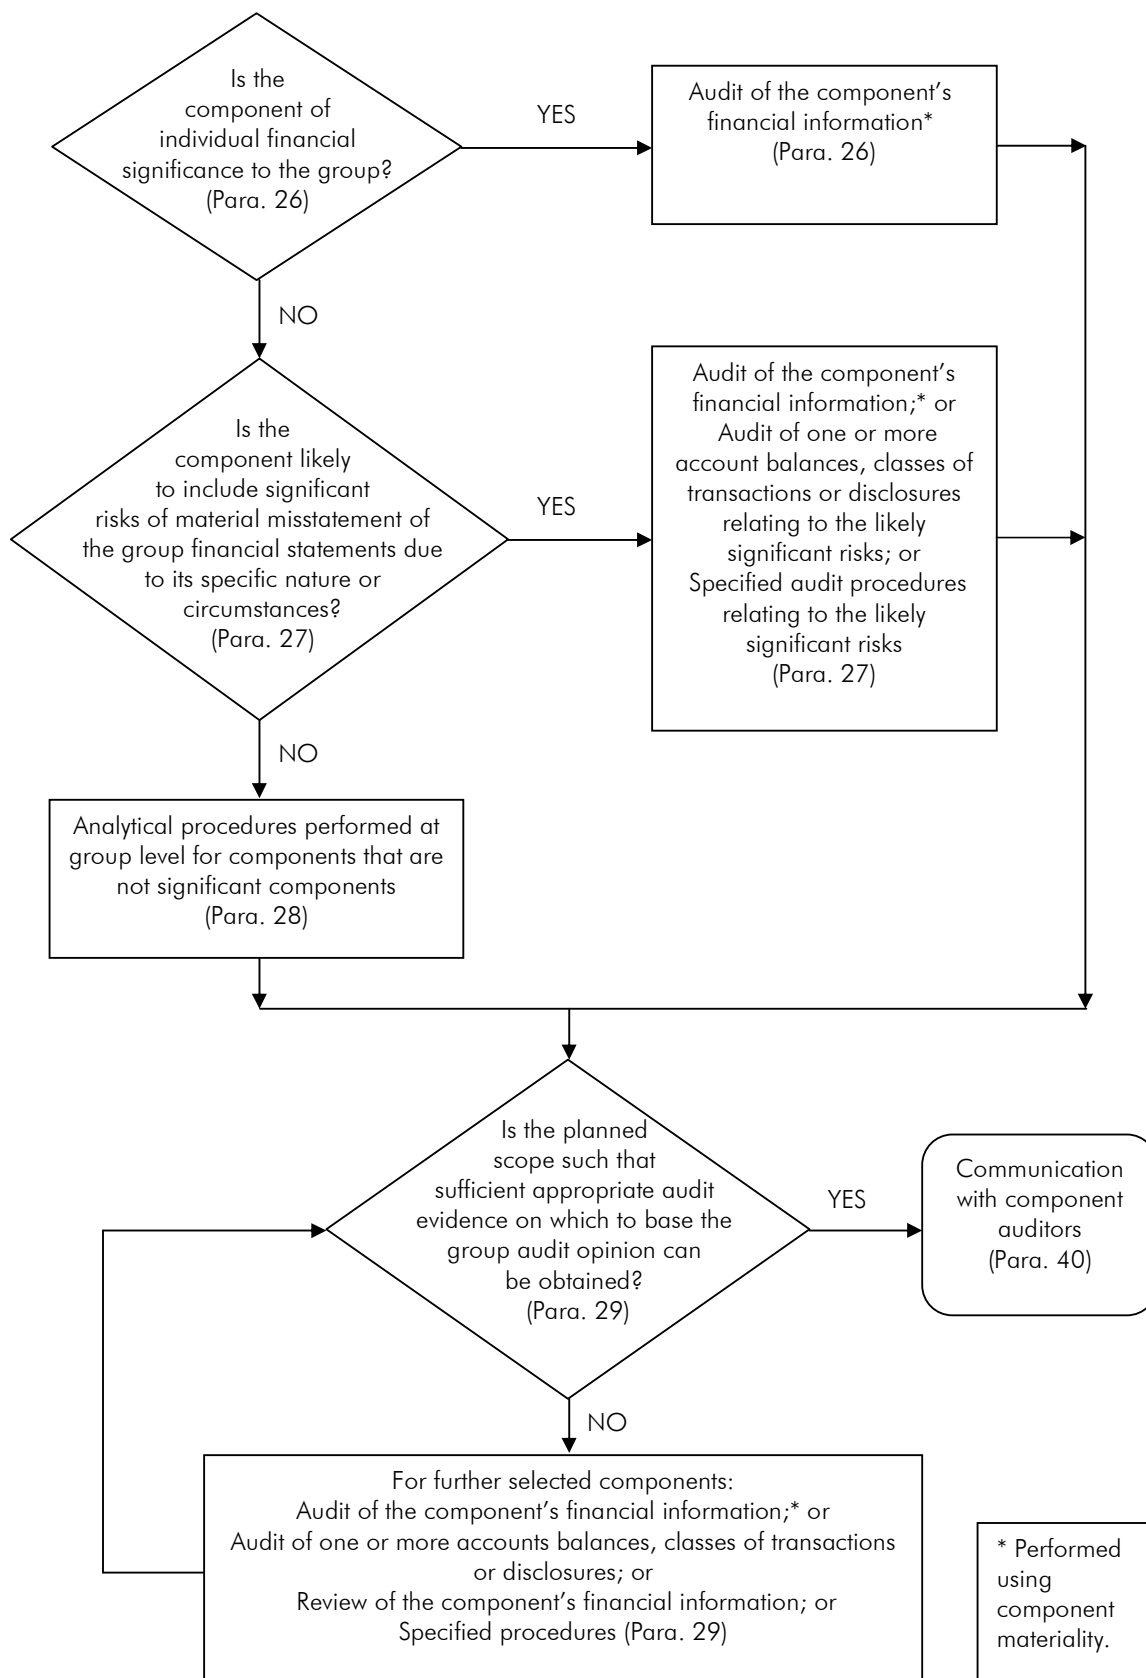 Is the
component of
individual financial
significance to the group?
(Para. 26)
YES
Audit of the component’s
financial information*
(Para. 26)
NO
Is the
component likely
to include significant
risks of material misstatement of
the group financial statements due
to its specific nature or
circumstances?
(Para. 27)
YES
Audit of the component’s
financial information;* or
Audit of one or more
account balances, classes of
transactions or disclosures
relating to the likely
significant risks; or
Specified audit procedures
relating to the likely
significant risks
(Para. 27)
NO
Analytical procedures performed at
group level for components that are
not significant components
(Para. 28)
Is the planned
scope such that
sufficient appropriate audit
evidence on which to base the
group audit opinion can
be obtained?
(Para. 29)
YES
Communication
with component
auditors
(Para. 40)
NO
For further selected components:
Audit of the component’s financial information;* or
Audit of one or more accounts balances, classes of transactions
or disclosures; or
Review of the component’s financial information; or
Specified procedures (Para. 29)
* Performed
using
component
materiality.